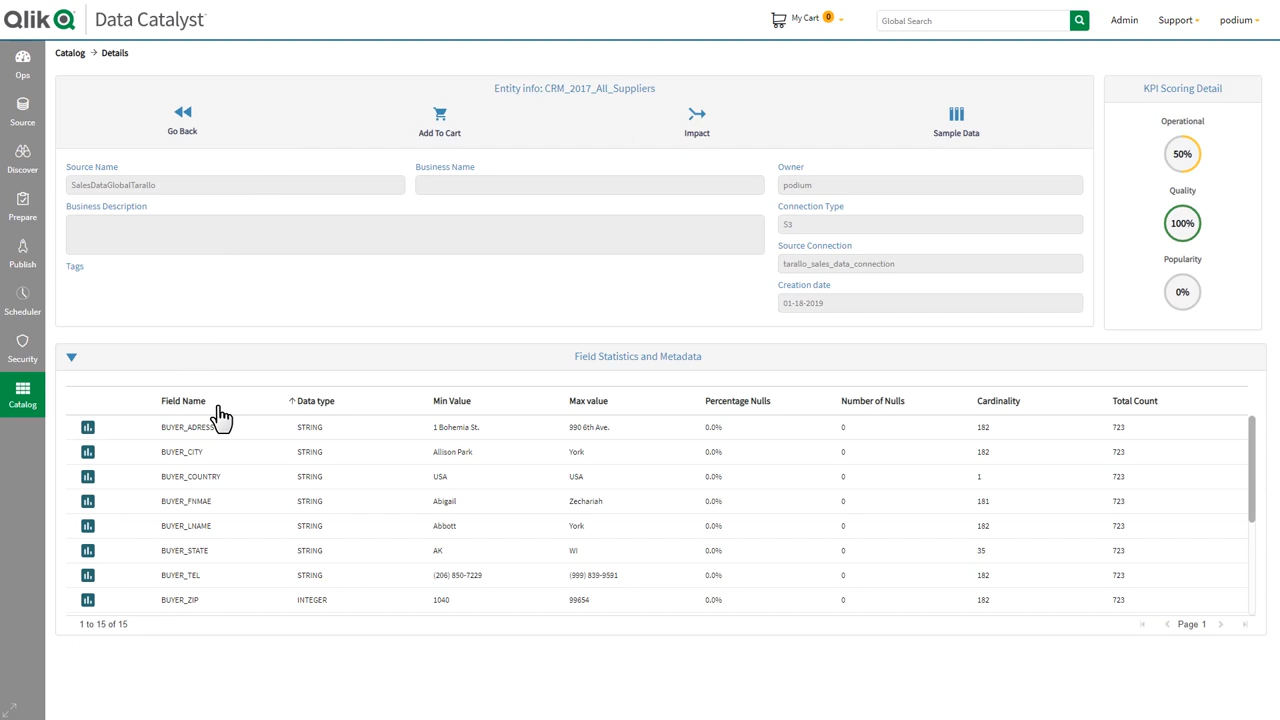 Qlik Data Catalyst
My Cart 0
Global Search
Admin
Support
podium
Catalog → Details
Ops
Source
Discover
Prepare
Publish
Scheduler
Security
Catalog
Entity info: CRM_2017_All_Suppliers
Go Back
Add To Cart
Impact
Sample Data
Source Name
SalesDataGlobalTarallo
Business Name
Business Description
Tags
Owner
podium
Connection Type
S3
Source Connection
tarallo_sales_data_connection
Creation date
01-18-2019
KPI Scoring Detail
Operational
50%
Quality
100%
Popularity
0%
Field Statistics and Metadata
Field Name Data type Min Value Max value Percentage Nulls Number of Nulls Cardinality Total Count
BUYER_ADRESS STRING 1 Bohemia St. 990 6th Ave. 0.0% 0 182 723
BUYER_CITY STRING Allison Park York 0.0% 0 182 723
BUYER_COUNTRY STRING USA USA 0.0% 0 1 723
BUYER_FNMAE STRING Abigail Zechariah 0.0% 0 181 723
BUYER_LNAME STRING Abbott York 0.0% 0 182 723
BUYER_STATE STRING AK WI 0.0% 0 35 723
BUYER_TEL STRING (206) 850-7229 (999) 839-9591 0.0% 0 182 723
BUYER_ZIP INTEGER 1040 99654 0.0% 0 182 723
1 to 15 of 15
Page 1